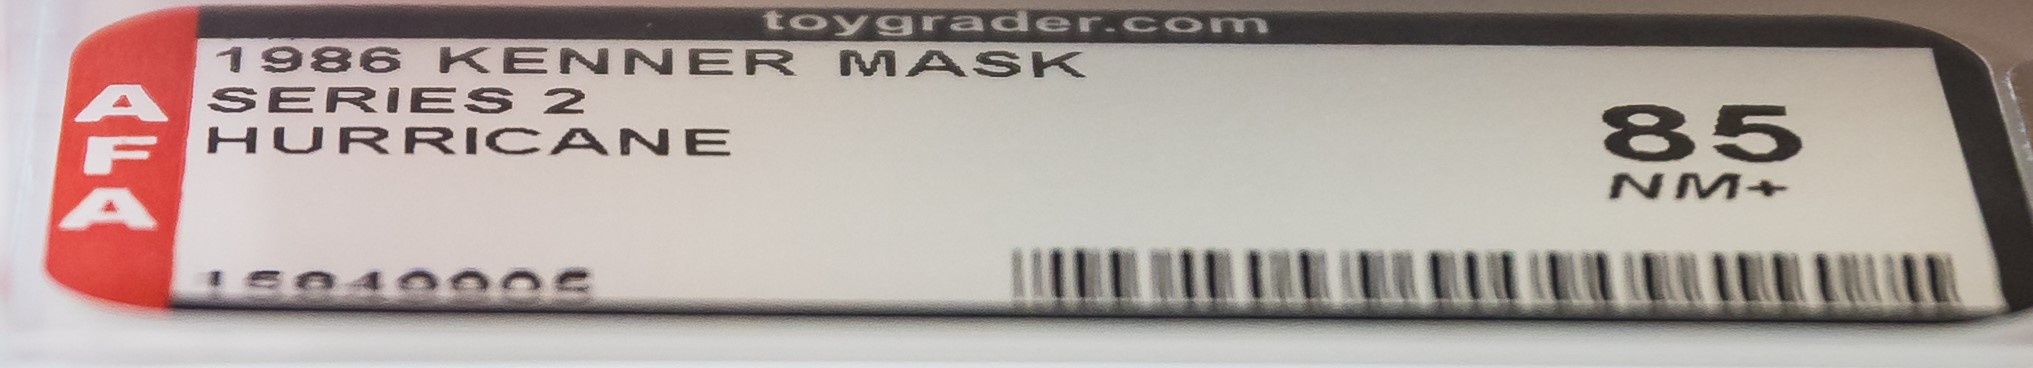 toygrader.com
AFA
1986 KENNER MASK
SERIES 2
HURRICANE
85
NM+